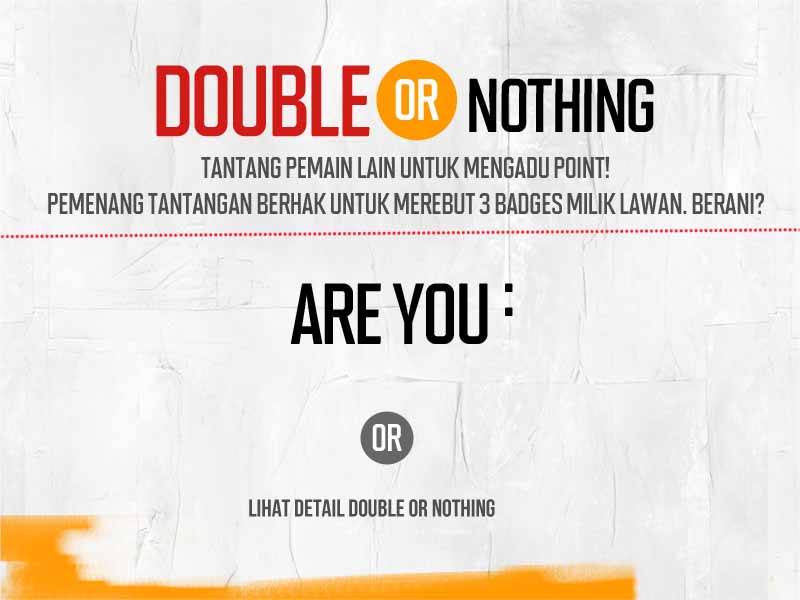 DOUBLE OR NOTHING
TANTANG PEMAIN LAIN UNTUK MENGADU POINT!
PEMENANG TANTANGAN BERHAK UNTUK MEREBUT 3 BADGES MILIK LAWAN. BERANI?
ARE YOU :
OR
LIHAT DETAIL DOUBLE OR NOTHING